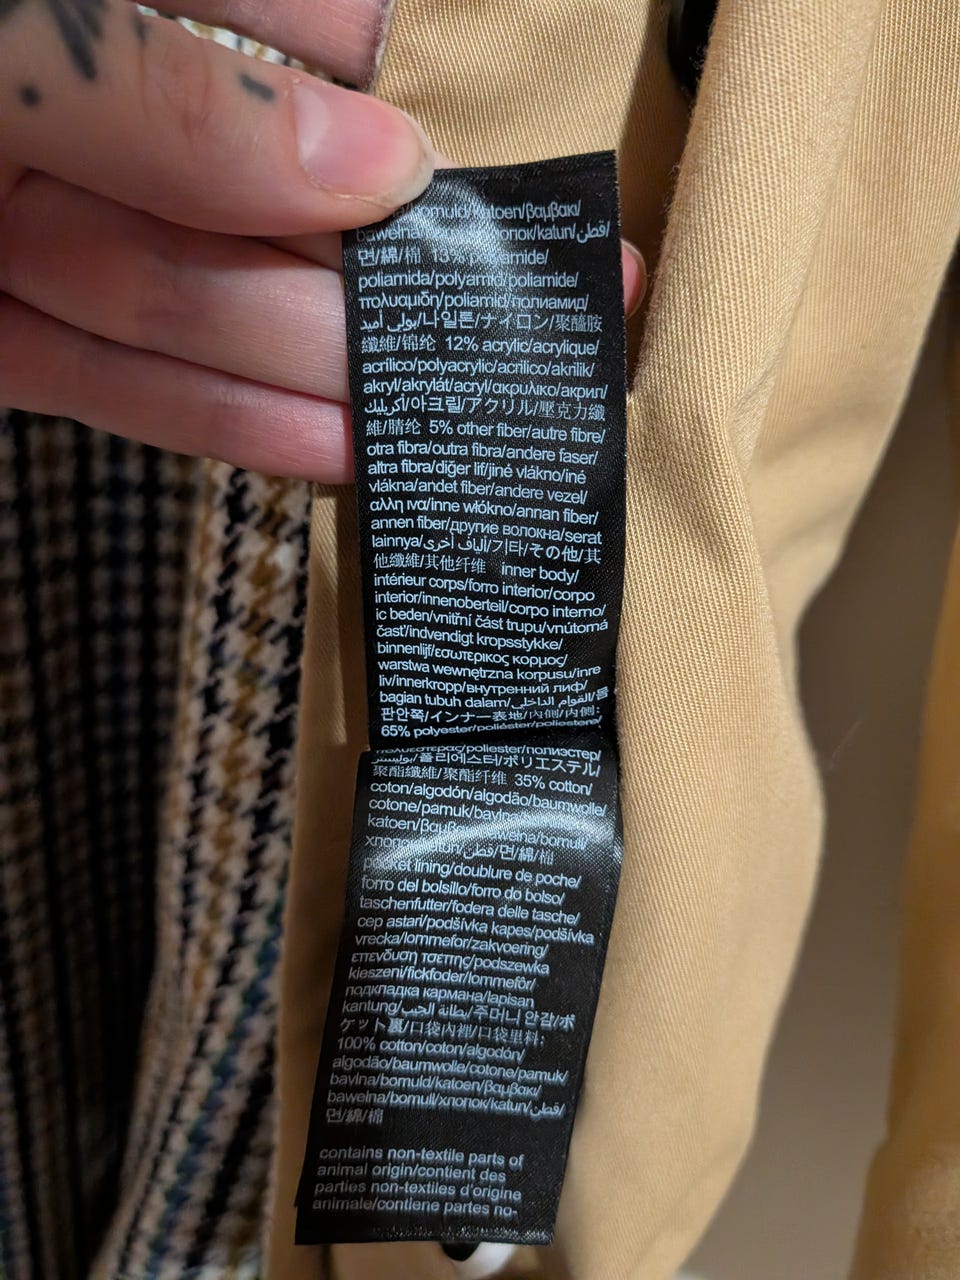 bomuld/katoen/βαμβακι/
bawełna katun/قطن/
면/綿/棉 13% polyamide/
poliamida/polyamid/poliamide/
πολυαμιδη/poliamid/полиамид/
بولي أميد/나일론/ナイロン/聚醯胺
纖維/锦纶 12% acrylic/acrylique/
acrílico/polyacrylic/acrilico/akrilik/
akryl/akrylát/acryl/ακρυλικο/акрил/
أكريليك/아크릴/アクリル/壓克力纖
維/腈纶 5% other fiber/autre fibre/
otra fibra/outra fibra/andere faser/
altra fibra/diğer lif/jiné vlákno/iné
vlákna/andet fiber/andere vezel/
αλλη ινα/inne włókno/annan fiber/
annen fiber/другие волокна/serat
lainnya/ألياف أخرى/기타/その他/其
他纖維/其他纤维 inner body/
intérieur corps/forro interior/corpo
interior/innenoberteil/corpo interno/
iç beden/vnitřní část trupu/vnútorná
časť/indvendigt kropsstykke/
binnenlijf/εσωτερικος κορμος/
warstwa wewnętrzna korpusu/inre
liv/innerkropp/внутренний лиф/
bagian tubuh dalam/القوام الداخلي/몸
판안쪽/インナー表地/内側/内侧:
65% polyester/poliéster/poliestere/
πολυεστερας/poliester/полиэстер/
بوليستر/폴리에스터/ポリエステル/
聚酯纖維/聚酯纤维 35% cotton/
coton/algodón/algodão/baumwolle/
cotone/pamuk/bavlna
katoen/βαμβακι/bawełna/bomull/
хлопок/katun/قطن/면/綿/棉
pocket lining/doublure de poche/
forro del bolsillo/forro do bolso/
taschenfutter/fodera delle tasche/
cep astari/podšívka kapes/podšívka
vrecka/lommefor/zakvoering/
επενδυση τσεπης/podszewka
kieszeni/fickfoder/lommefôr/
подкладка кармана/lapisan
kantung/بطانة الجيب/주머니 안감/ポ
ケット裏/口袋內裡/口袋里料:
100% cotton/coton/algodón/
algodão/baumwolle/cotone/pamuk/
bavlna/bomuld/katoen/βαμβακι/
bawełna/bomull/хлопок/katun/قطن/
면/綿/棉
contains non-textile parts of
animal origin/contient des
parties non-textiles d'origine
animale/contiene partes no-